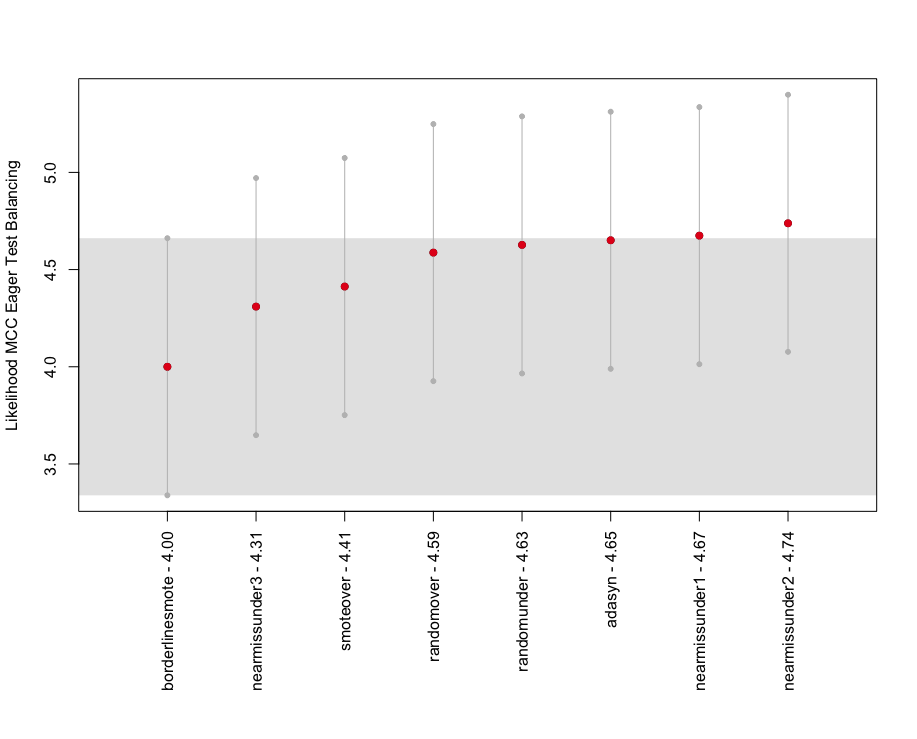 Likelihood MCC Eager Test Balancing
5.0
4.5
4.0
3.5
borderlinesmote - 4.00
nearmissunder3 - 4.31
smoteover - 4.41
randomover - 4.59
randomunder - 4.63
adasyn - 4.65
nearmissunder1 - 4.67
nearmissunder2 - 4.74